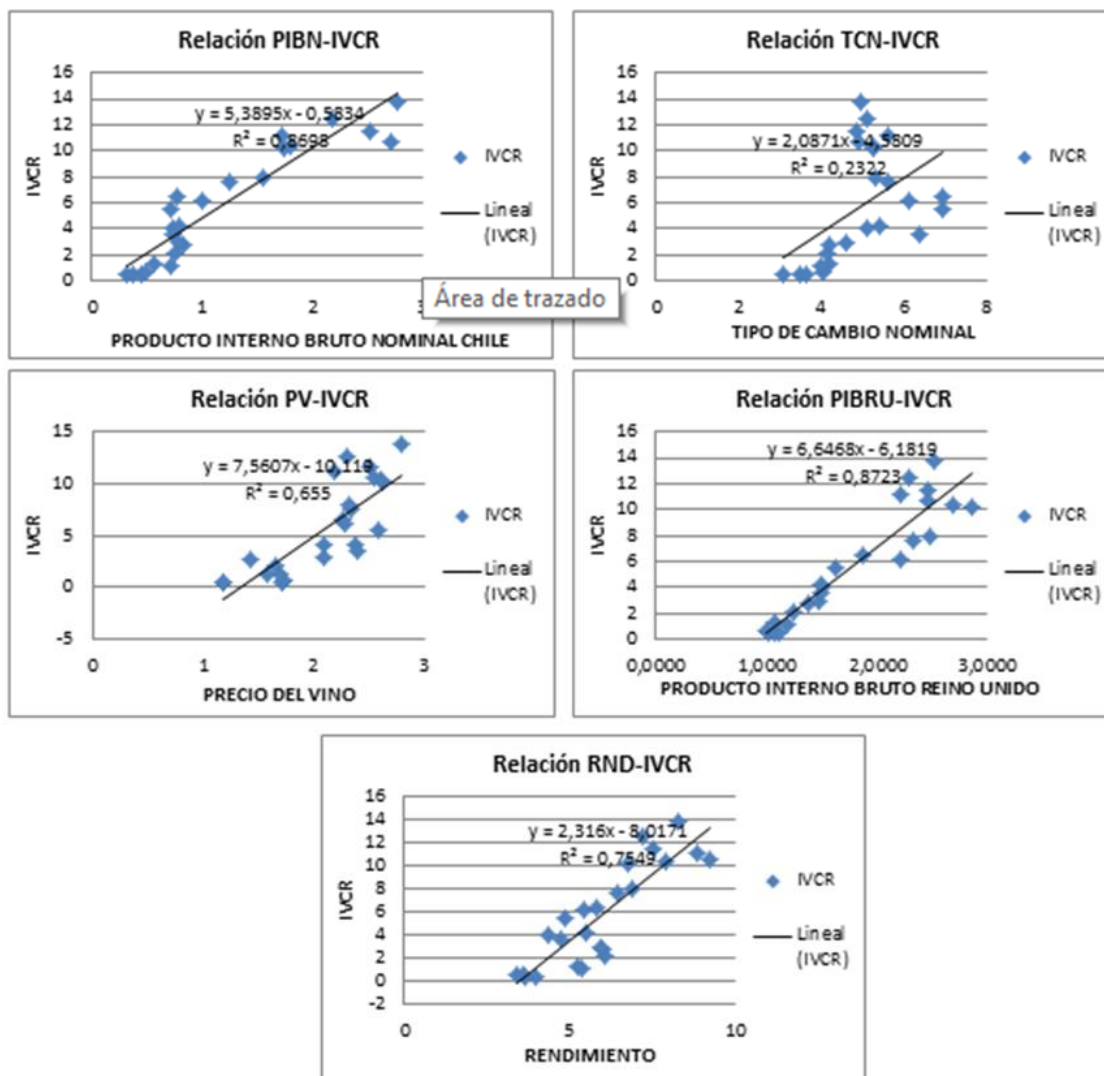 Relación PIBN-IVCR
16
14
12
10
8
6
4
2
0
IVCR
y = 5,3895x - 0,5834
R² = 0,8698
IVCR
Lineal
(IVCR)
0 1 2 3
PRODUCTO INTERNO BRUTO NOMINAL CHILE
Área de trazado
Relación TCN-IVCR
16
14
12
10
8
6
4
2
0
IVCR
y = 2,0871x - 4,5809
R² = 0,2322
IVCR
Lineal
(IVCR)
0 2 4 6 8
TIPO DE CAMBIO NOMINAL
Relación PV-IVCR
15
10
5
0
-5
IVCR
y = 7,5607x - 10,119
R² = 0,655
IVCR
Lineal
(IVCR)
0 1 2 3
PRECIO DEL VINO
Relación PIBRU-IVCR
16
14
12
10
8
6
4
2
0
IVCR
y = 6,6468x - 6,1819
R² = 0,8723
IVCR
Lineal
(IVCR)
0,0000 1,0000 2,0000 3,0000
PRODUCTO INTERNO BRUTO REINO UNIDO
Relación RND-IVCR
16
14
12
10
8
6
4
2
0
-2
IVCR
y = 2,316x - 8,0171
R² = 0,7549
IVCR
Lineal
(IVCR)
0 5 10
RENDIMIENTO